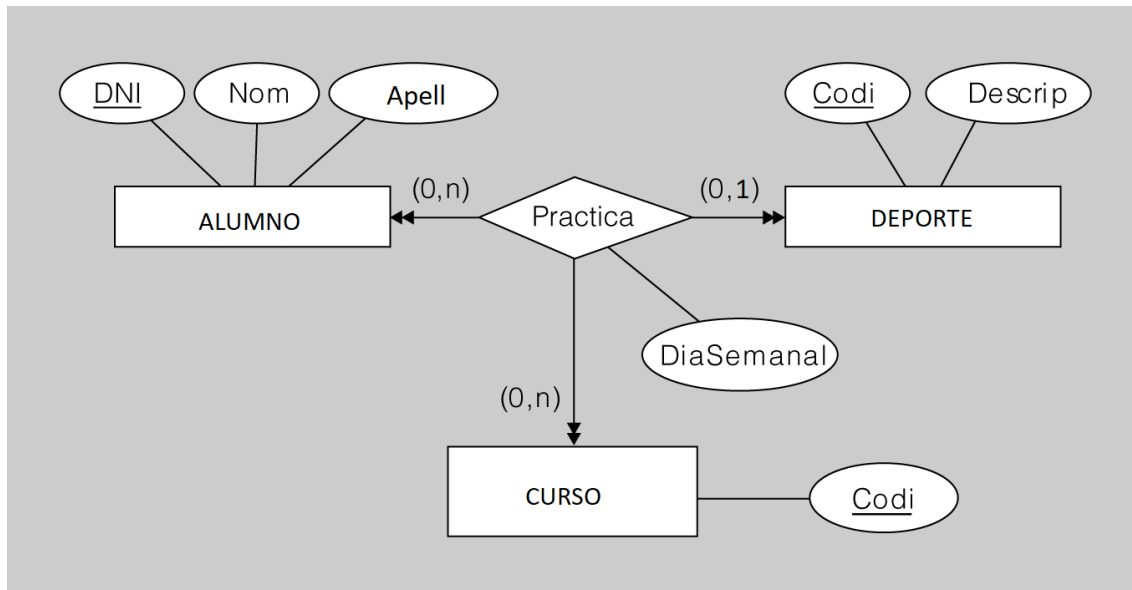 DNI
Nom
Apell
Codi
Descrip
ALUMNO
(0,n)
Practica
(0,1)
DEPORTE
DiaSemanal
(0,n)
CURSO
Codi